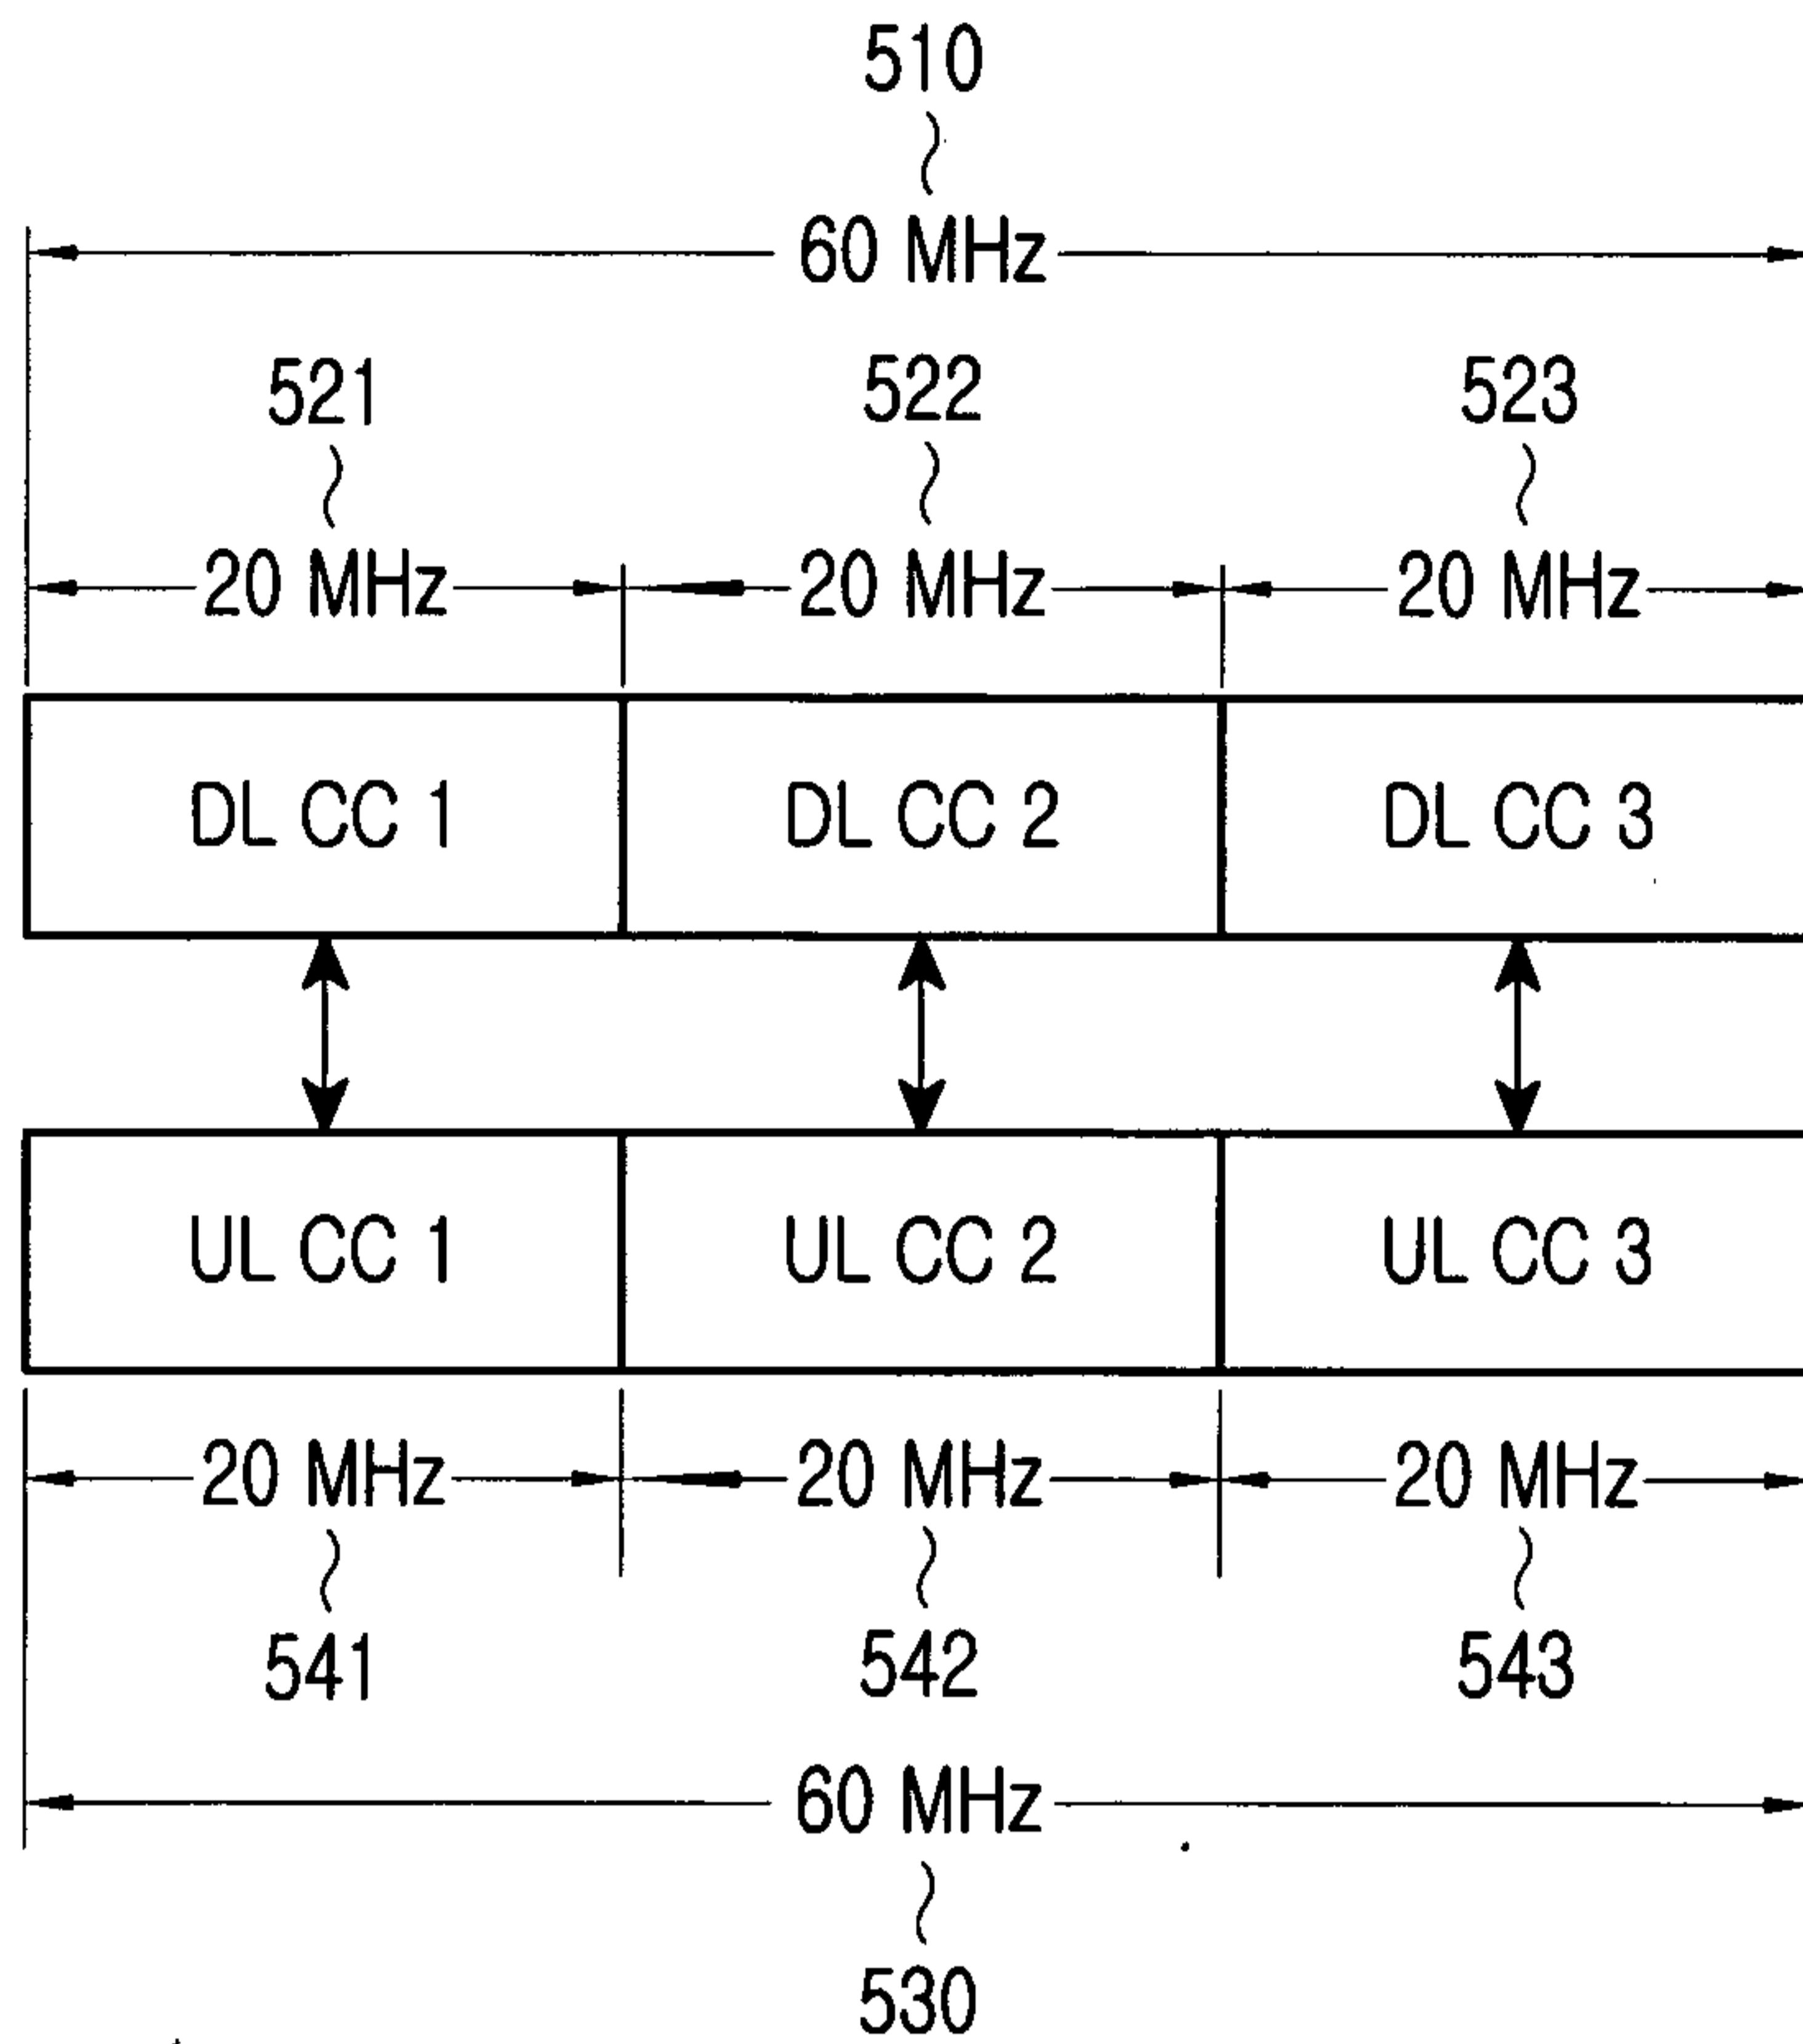 510
60 MHz
521 522 523
20 MHz 20 MHz 20 MHz
DL CC 1 DL CC 2 DL CC 3
UL CC 1 UL CC 2 UL CC 3
20 MHz 20 MHz 20 MHz
541 542 543
60 MHz
530